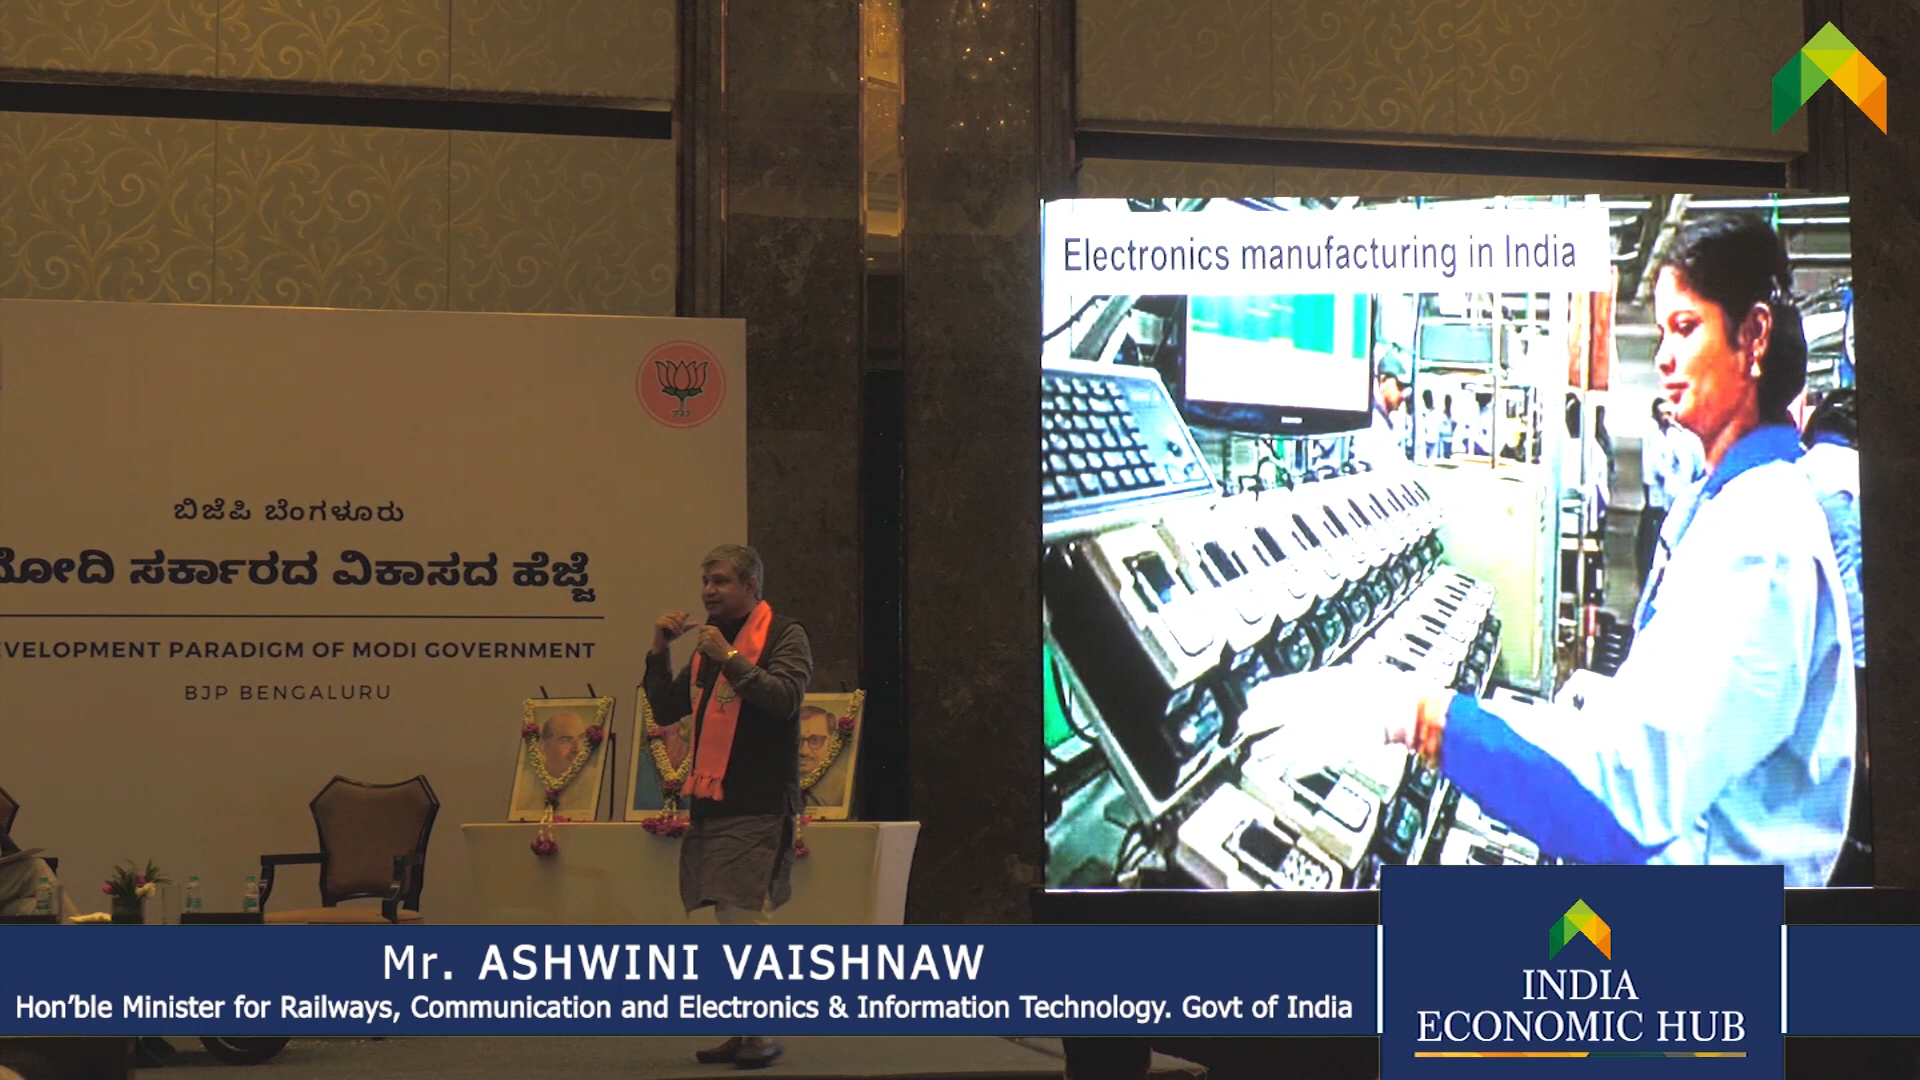 Electronics manufacturing in India
ಬಿಜೆಪಿ ಬೆಂಗಳೂರು
ಮೋದಿ ಸರ್ಕಾರದ ವಿಕಾಸದ ಹೆಜ್ಜೆ
VELOPMENT PARADIGM OF MODI GOVERNMENT
BJP BENGALURU
Mr. ASHWINI VAISHNAW
Hon'ble Minister for Railways, Communication and Electronics & Information Technology. Govt of India
INDIA
ECONOMIC HUB